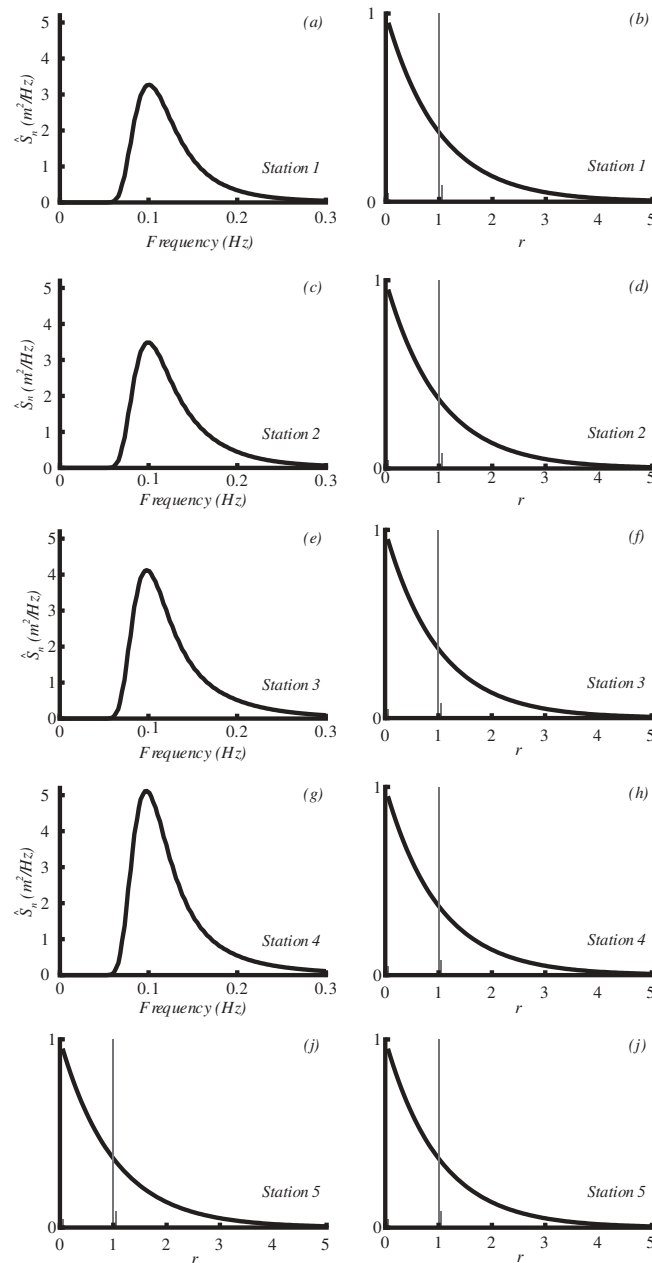 5
4
3
2
1
0
Ŝn (m²/Hz)
(a)
Station 1
0 0.1 0.2 0.3
Frequency (Hz)
1
0
(b)
Station 1
0 1 2 3 4 5
r
5
4
3
2
1
0
Ŝn (m²/Hz)
(c)
Station 2
0 0.1 0.2 0.3
Frequency (Hz)
1
0
(d)
Station 2
0 1 2 3 4 5
r
5
4
3
2
1
0
Ŝn (m²/Hz)
(e)
Station 3
0 0.1 0.2 0.3
Frequency (Hz)
1
0
(f)
Station 3
0 1 2 3 4 5
r
5
4
3
2
1
0
Ŝn (m²/Hz)
(g)
Station 4
0 0.1 0.2 0.3
Frequency (Hz)
1
0
(h)
Station 4
0 1 2 3 4 5
r
1
0
(j)
Station 5
0 1 2 3 4 5
r
1
0
(j)
Station 5
0 1 2 3 4 5
r